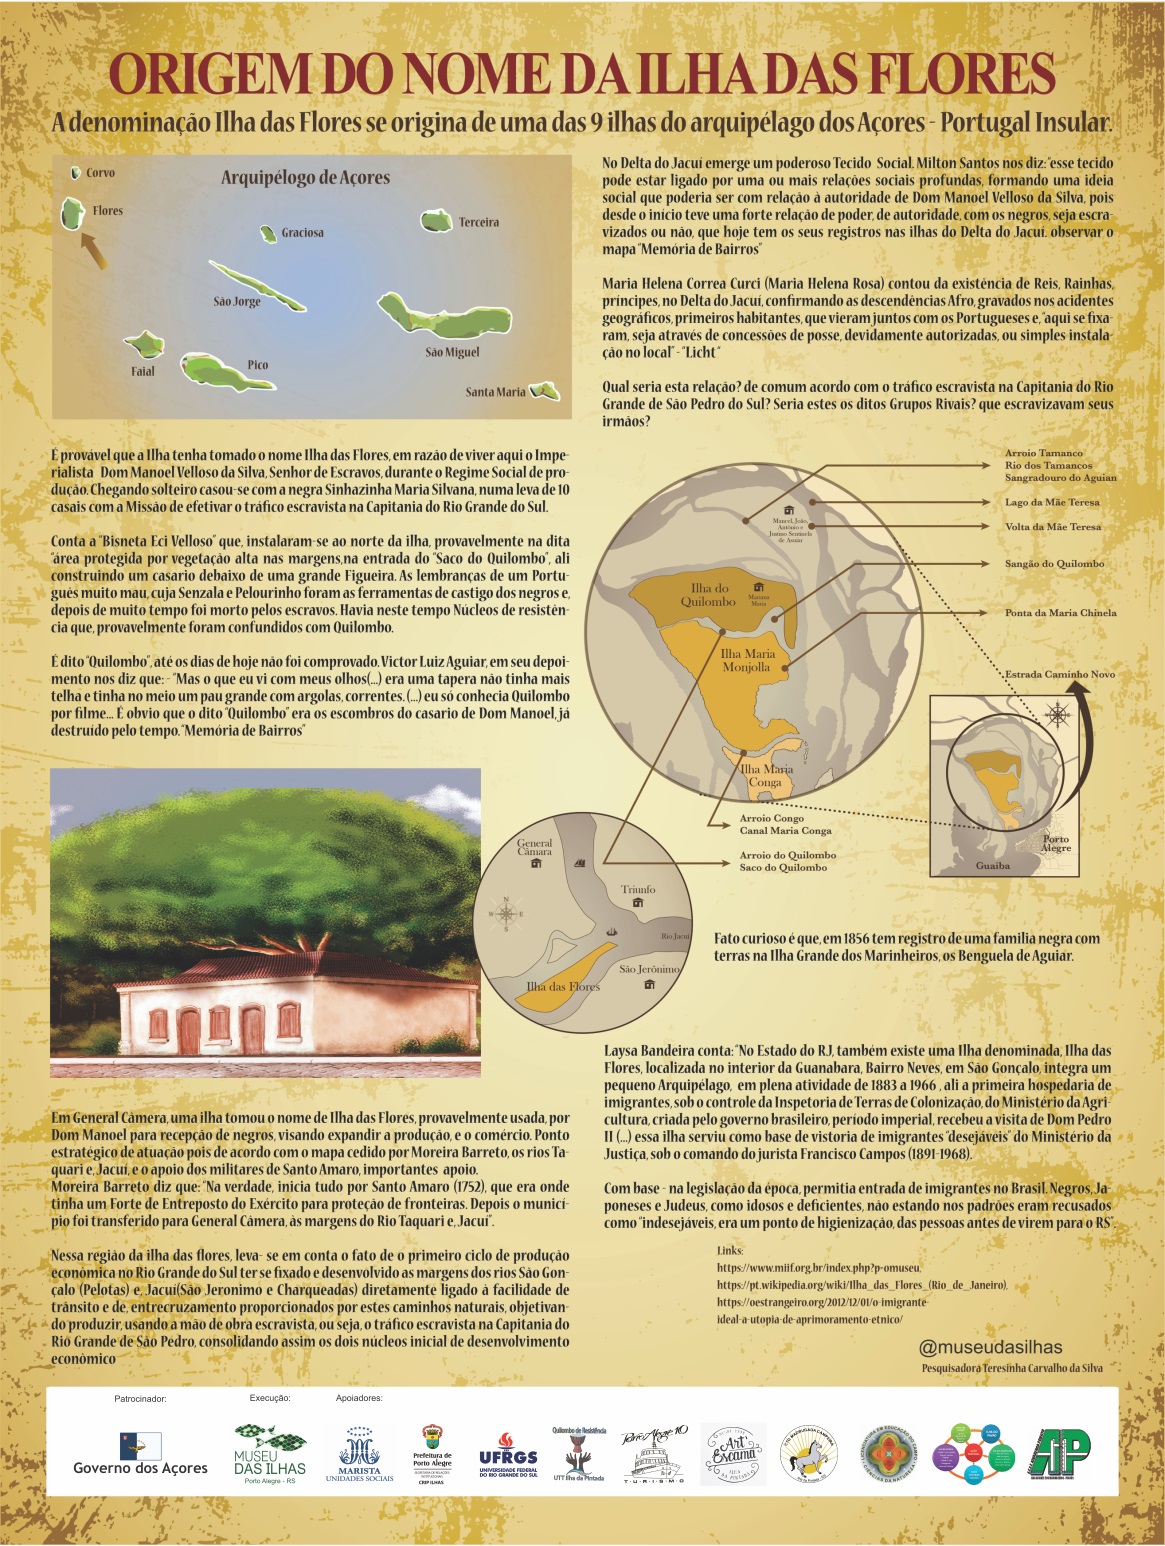 ORIGEM DO NOME DA ILHA DAS FLORES
A denominação Ilha das Flores se origina de uma das 9 ilhas do arquipélago dos Açores - Portugal Insular.
Arquipélogo de Açores
Corvo
Flores
Graciosa
Terceira
São Jorge
São Miguel
Faial
Pico
Santa Maria
É provável que a Ilha tenha tomado o nome Ilha das Flores, em razão de viver aqui o Impe-
rialista Dom Manoel Velloso da Silva, Senhor de Escravos, durante o Regime Social de pro-
dução. Chegando solteiro casou-se com a negra Sinhazinha Maria Silvana, numa leva de 10
casais com a Missão de efetivar o tráfico escravista na Capitania do Rio Grande do Sul.
Conta a "Bisneta Eci Velloso" que, instalaram-se ao norte da ilha, provavelmente na dita
"área protegida por vegetação alta nas margens,na entrada do "Saco do Quilombo", ali
construindo um casario debaixo de uma grande Figueira. As lembranças de um Portu-
guês muito mau, cuja Senzala e Pelourinho foram as ferramentas de castigo dos negros e,
depois de muito tempo foi morto pelos escravos. Havia neste tempo Núcleos de resistên-
cia que, provavelmente foram confundidos com Quilombo.
É dito "Quilombo", até os dias de hoje não foi comprovado. Victor Luiz Aguiar, em seu depoi-
mento nos diz que: - "Mas o que eu vi com meus olhos(...) era uma tapera não tinha mais
telha e tinha no meio um pau grande com argolas, correntes. (...) eu só conhecia Quilombo
por filme... É obvio que o dito "Quilombo" era os escombros do casario de Dom Manoel, já
destruído pelo tempo. "Memória de Bairros"
No Delta do Jacuí emerge um poderoso Tecido Social. Milton Santos nos diz: "esse tecido
pode estar ligado por uma ou mais relações sociais profundas, formando uma ideia
social que poderia ser com relação à autoridade de Dom Manoel Velloso da Silva, pois
desde o início teve uma forte relação de poder, de autoridade, com os negros, seja escra-
vizados ou não, que hoje tem os seus registros nas ilhas do Delta do Jacuí. observar o
mapa "Memória de Bairros"
Maria Helena Correa Curci (Maria Helena Rosa) contou da existência de Reis, Rainhas,
príncipes, no Delta do Jacuí, confirmando as descendências Afro, gravados nos acidentes
geográficos, primeiros habitantes, que vieram juntos com os Portugueses e, "aqui se fixa-
ram, seja através de concessões de posse, devidamente autorizadas, ou simples instala-
ção no local" - "Licht"
Qual seria esta relação? de comum acordo com o tráfico escravista na Capitania do Rio
Grande de São Pedro do Sul? Seria estes os ditos Grupos Rivais? que escravizavam seus
irmãos?
Arroio Tamanco
Rio dos Tamancos
Sangradouro do Aguian
Lago da Mãe Teresa
Volta da Mãe Teresa
Sangão do Quilombo
Ponta da Maria Chinela
Estrada Caminho Novo
Manoel, João,
Antônio e
Justino Sentinela
de Aguiar
Ilha do
Quilombo
Mariana
Mora
Ilha Maria
Monjolla
Ilha Maria
Conga
Arroio Congo
Canal Maria Conga
Arroio do Quilombo
Saco do Quilombo
Porto
Alegre
Guaíba
General
Câmara
Triunfo
N
W
E
S
Rio Jacuí
São Jerônimo
Ilha das Flores
Fato curioso é que, em 1856 tem registro de uma familia negra com
terras na Ilha Grande dos Marinheiros, os Benguela de Aguiar.
Em General Câmera, uma ilha tomou o nome de Ilha das Flores, provavelmente usada, por
Dom Manoel para recepção de negros, visando expandir a produção, e o comércio. Ponto
estratégico de atuação pois de acordo com o mapa cedido por Moreira Barreto, os rios Ta-
quari e, Jacuí, e o apoio dos militares de Santo Amaro, importantes apoio.
Moreira Barreto diz que: "Na verdade, inicia tudo por Santo Amaro (1752), que era onde
tinha um Forte de Entreposto do Exército para proteção de fronteiras. Depois o municí-
pio foi transferido para General Câmera, às margens do Rio Taquari e, Jacuí".
Nessa região da ilha das flores, leva- se em conta o fato de o primeiro ciclo de produção
econômica no Rio Grande do Sul ter se fixado e desenvolvido as margens dos rios São Gon-
çalo (Pelotas) e, Jacuí(São Jeronimo e Charqueadas) diretamente ligado à facilidade de
trânsito e de, entrecruzamento proporcionados por estes caminhos naturais, objetivan-
do produzir, usando a mão de obra escravista, ou seja, o tráfico escravista na Capitania do
Rio Grande de São Pedro, consolidando assim os dois núcleos inicial de desenvolvimento
econômico
Laysa Bandeira conta: "No Estado do RJ, também existe uma Ilha denominada, Ilha das
Flores, localizada no interior da Guanabara, Bairro Neves, em São Gonçalo, integra um
pequeno Arquipélago, em plena atividade de 1883 a 1966 , ali a primeira hospedaria de
imigrantes, sob o controle da Inspetoria de Terras de Colonização, do Ministério da Agri-
cultura, criada pelo governo brasileiro, período imperial, recebeu a visita de Dom Pedro
II (...) essa ilha serviu como base de vistoria de imigrantes "desejáveis" do Ministério da
Justiça, sob o comando do jurista Francisco Campos (1891-1968).
Com base - na legislação da época, permitia entrada de imigrantes no Brasil. Negros, Ja-
poneses e Judeus, como idosos e deficientes, não estando nos padrões eram recusados
como "indesejáveis, era um ponto de higienização, das pessoas antes de virem para o RS"
Links:
https://www.miif.org.br/index.php?p-omuseu,
https://pt.wikipedia.org/wiki/Ilha_das_Flores_(Rio_de_Janeiro),
https://oestrangeiro.org/2012/12/01/o-imigrante-
ideal-a-utopia-de-aprimoramento-etnico/
@museudasilhas
Pesquisadora Teresinha Carvalho da Silva
Patrocinador:
Execução:
Apoiadores:
Governo dos Açores
MUSEU
DAS ILHAS
Porto Alegre - RS
MARISTA
UNIDADES SOCIAIS
Prefeitura de
Porto Alegre
CRIP ILHAS
UFRGS
UNIVERSIDADE FEDERAL
DO RIO GRANDE DO SUL
Quilombo de Resistência
UTT Ilha da Pintada
Porto Alegre 10
TURISMO
Art
Escama
AP